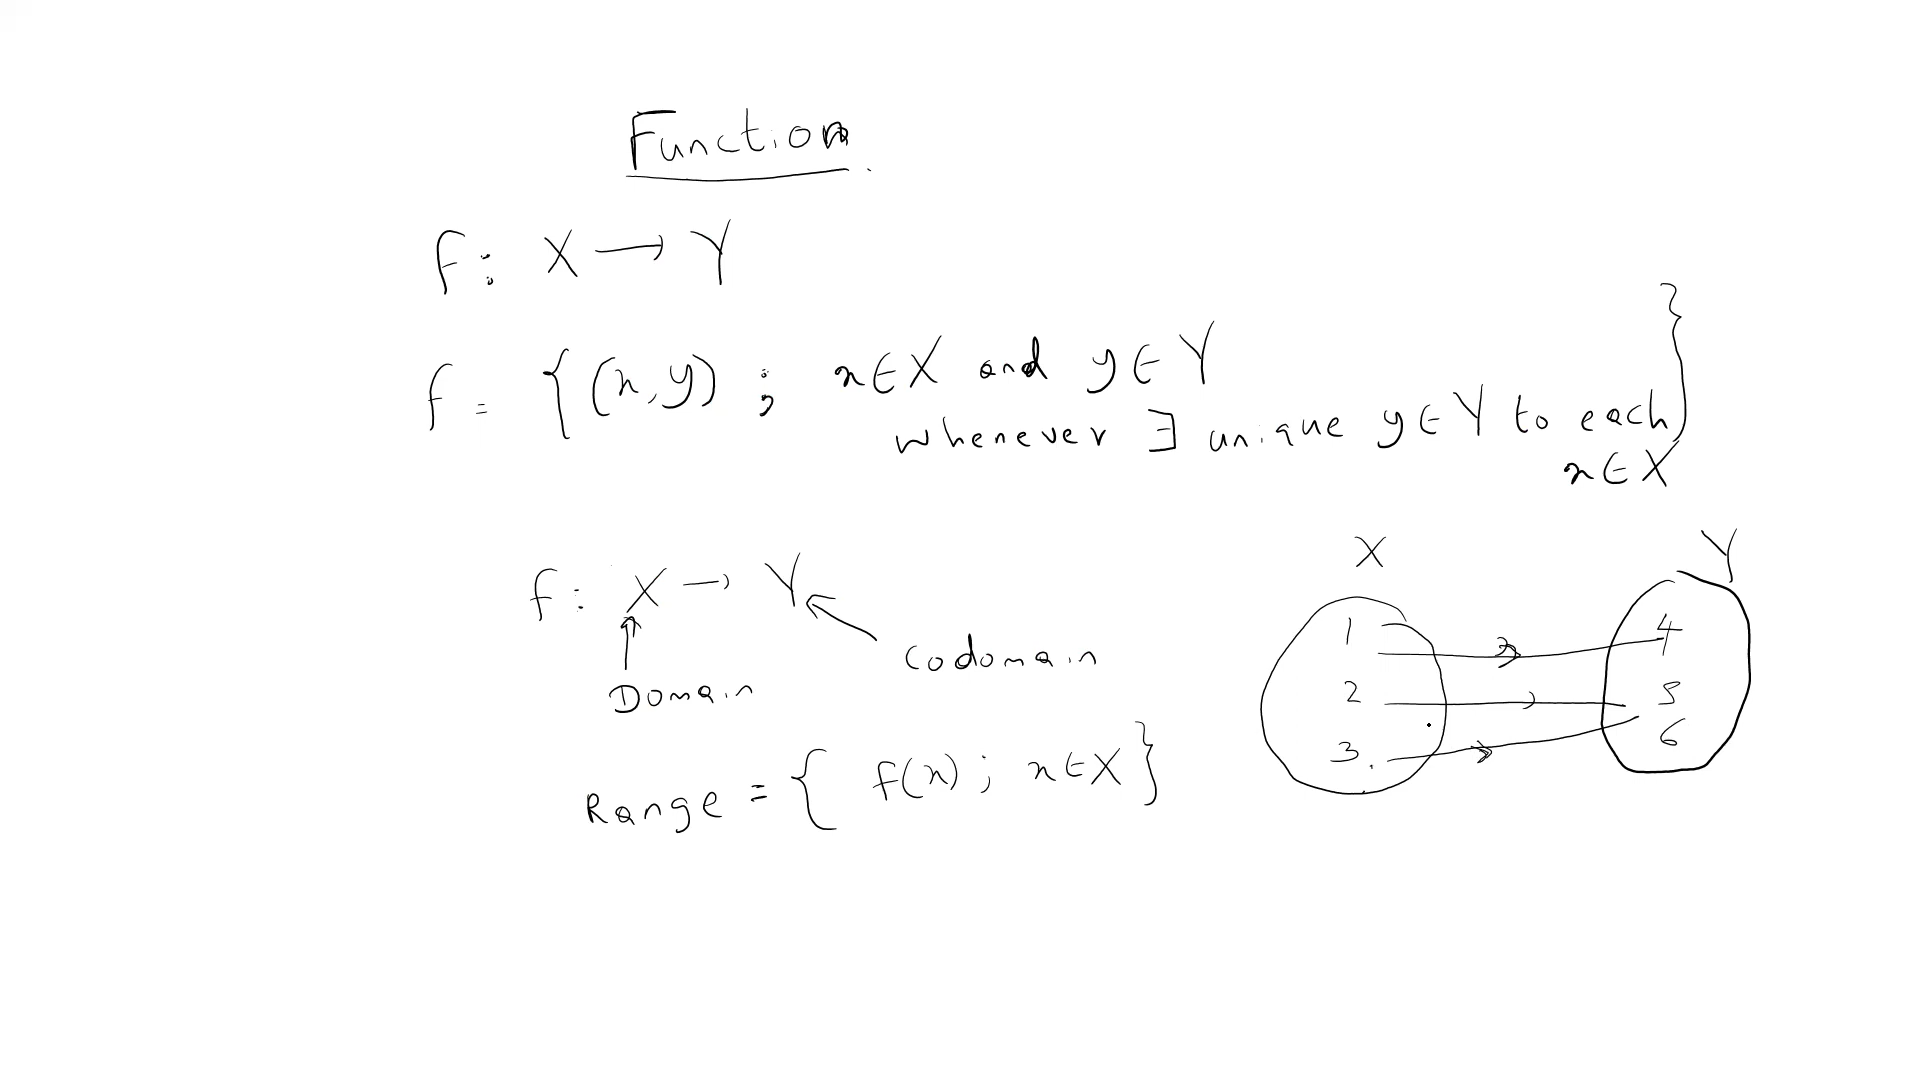 Function
f: X → Y
f = {(x,y) ; x∈X and y∈Y
whenever ∃ unique y∈Y to each
x∈X }
f: X → Y
Domain
Codomain
Range = { f(x) ; x∈X }
X Y
1 4
2 5
3. 6